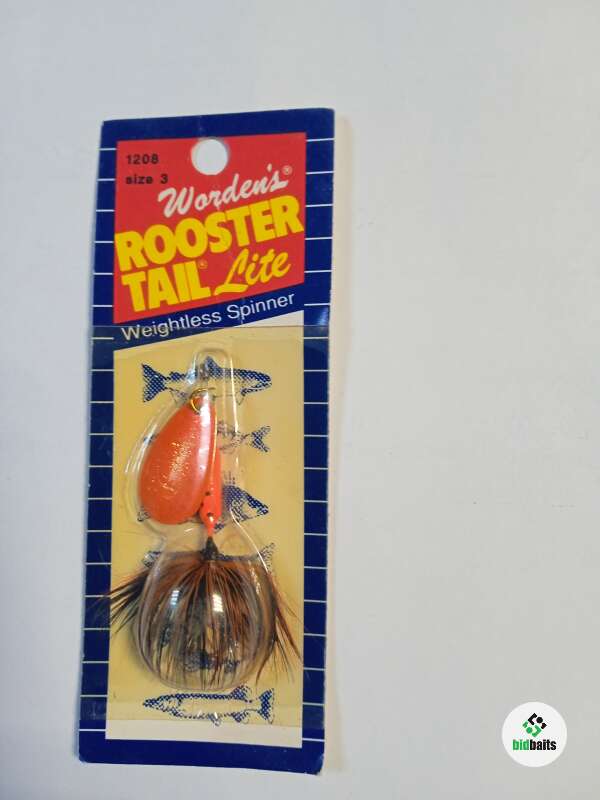 1208
size 3
Worden's®
ROOSTER
TAIL® Lite
Weightless Spinner
bidbaits